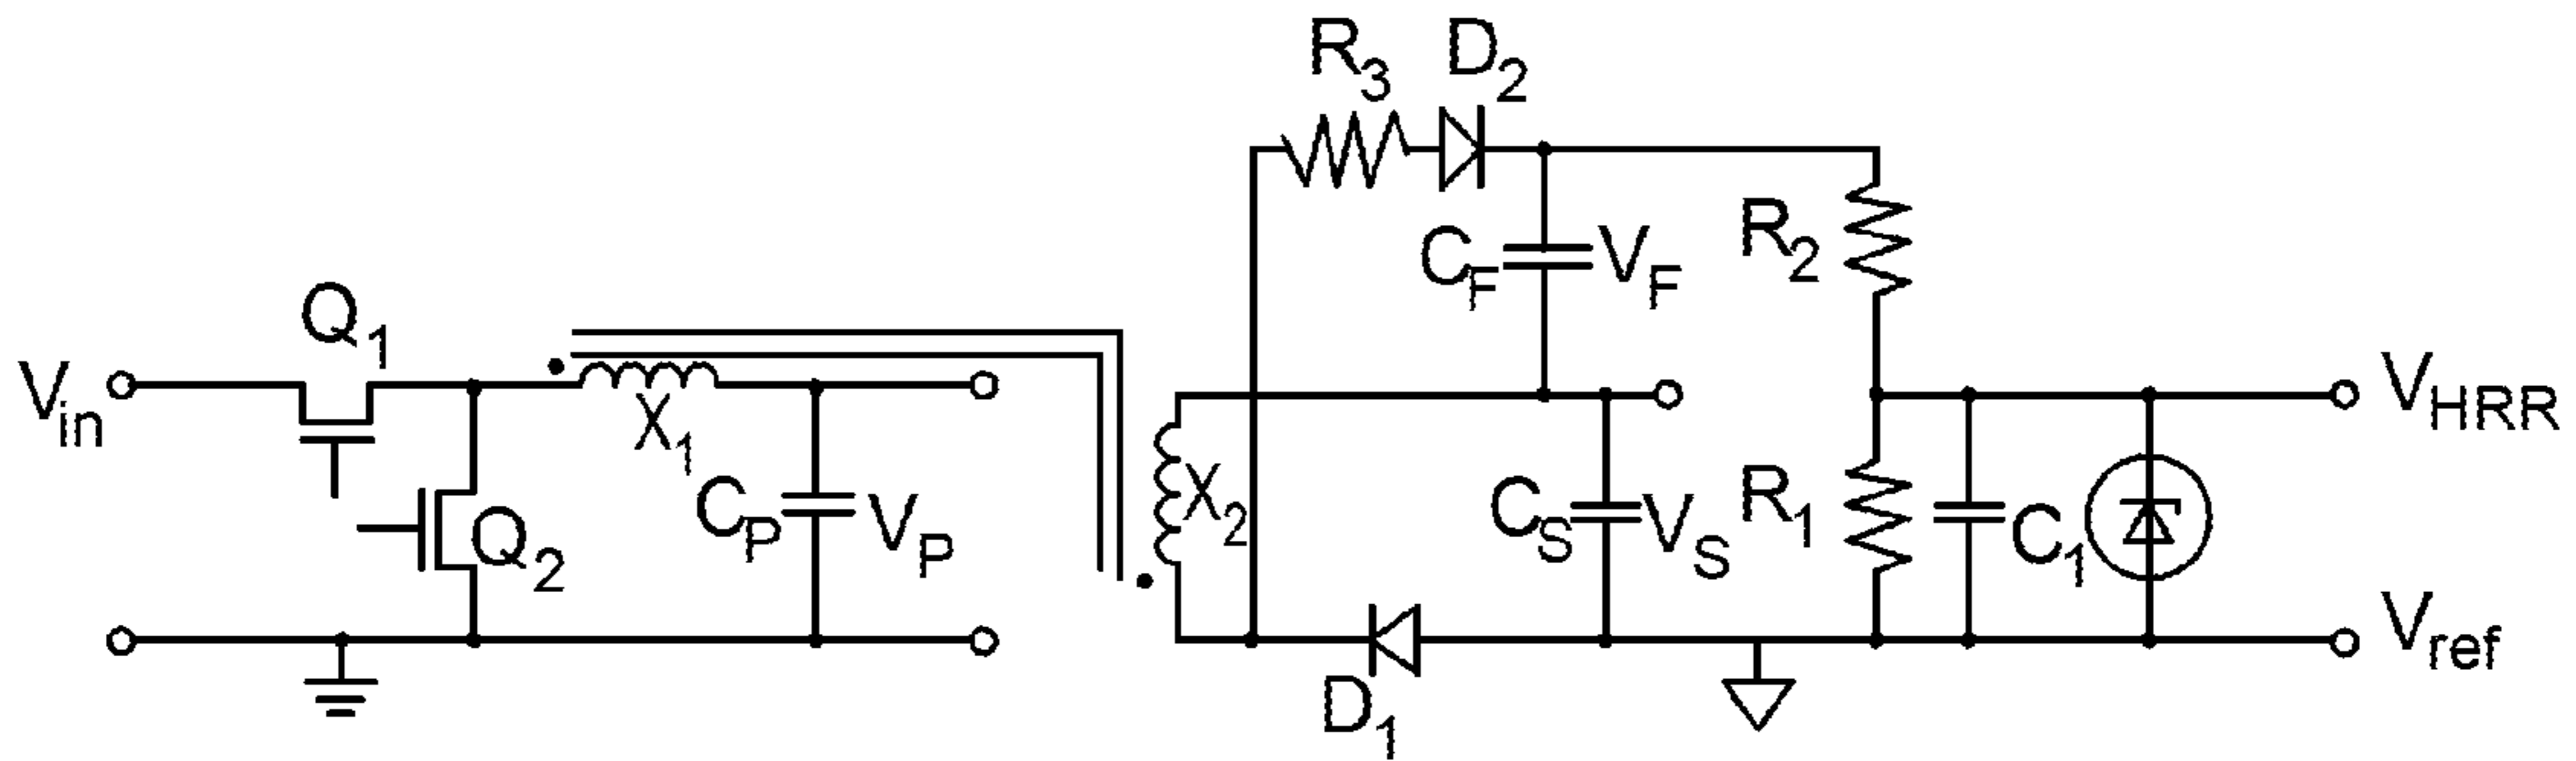 R3 D2
CF VF
R2
Q1
Vin
X1
VHRR
Q2
CP VP
X2
CS VS
R1
C1
Vref
D1